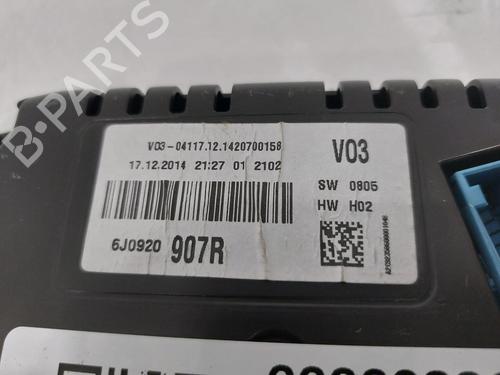 B-PARTS
V03-04117.12.1420700158
17.12.2014 21:27 01 2102
V03
SW 0805
HW H02
6J0920 907R